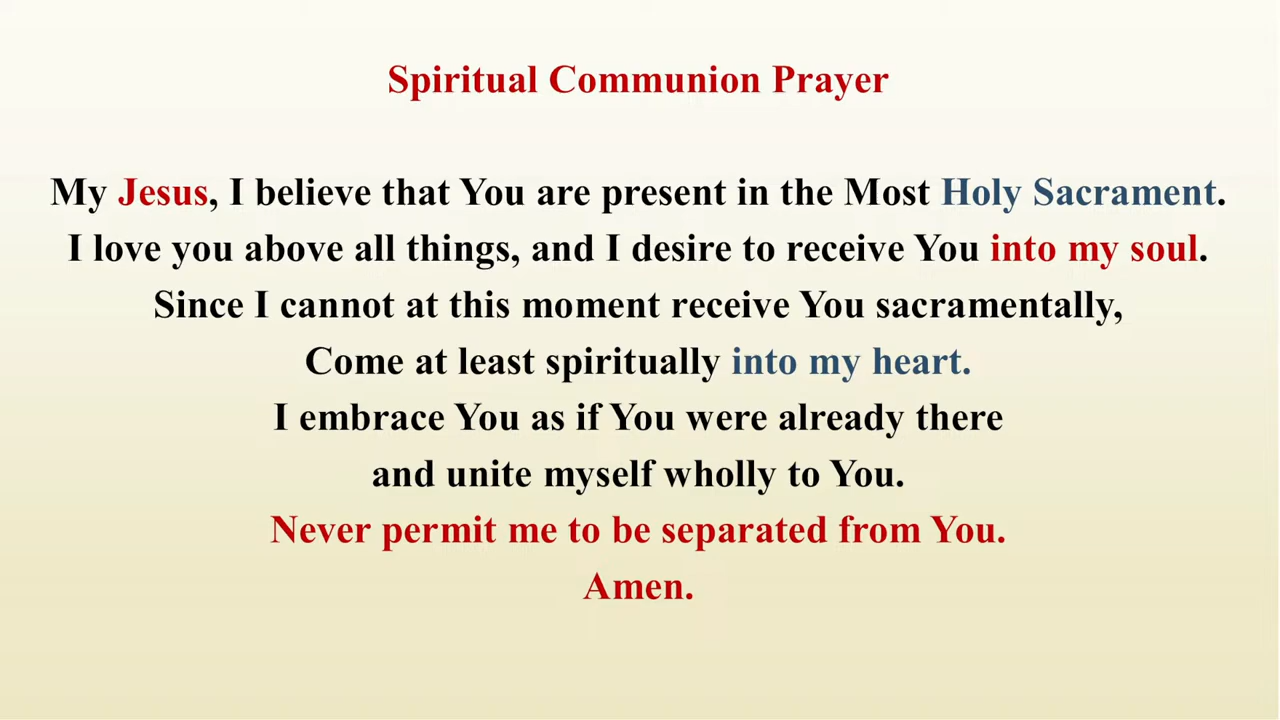 Spiritual Communion Prayer
My Jesus, I believe that You are present in the Most Holy Sacrament.
I love you above all things, and I desire to receive You into my soul.
Since I cannot at this moment receive You sacramentally,
Come at least spiritually into my heart.
I embrace You as if You were already there
and unite myself wholly to You.
Never permit me to be separated from You.
Amen.